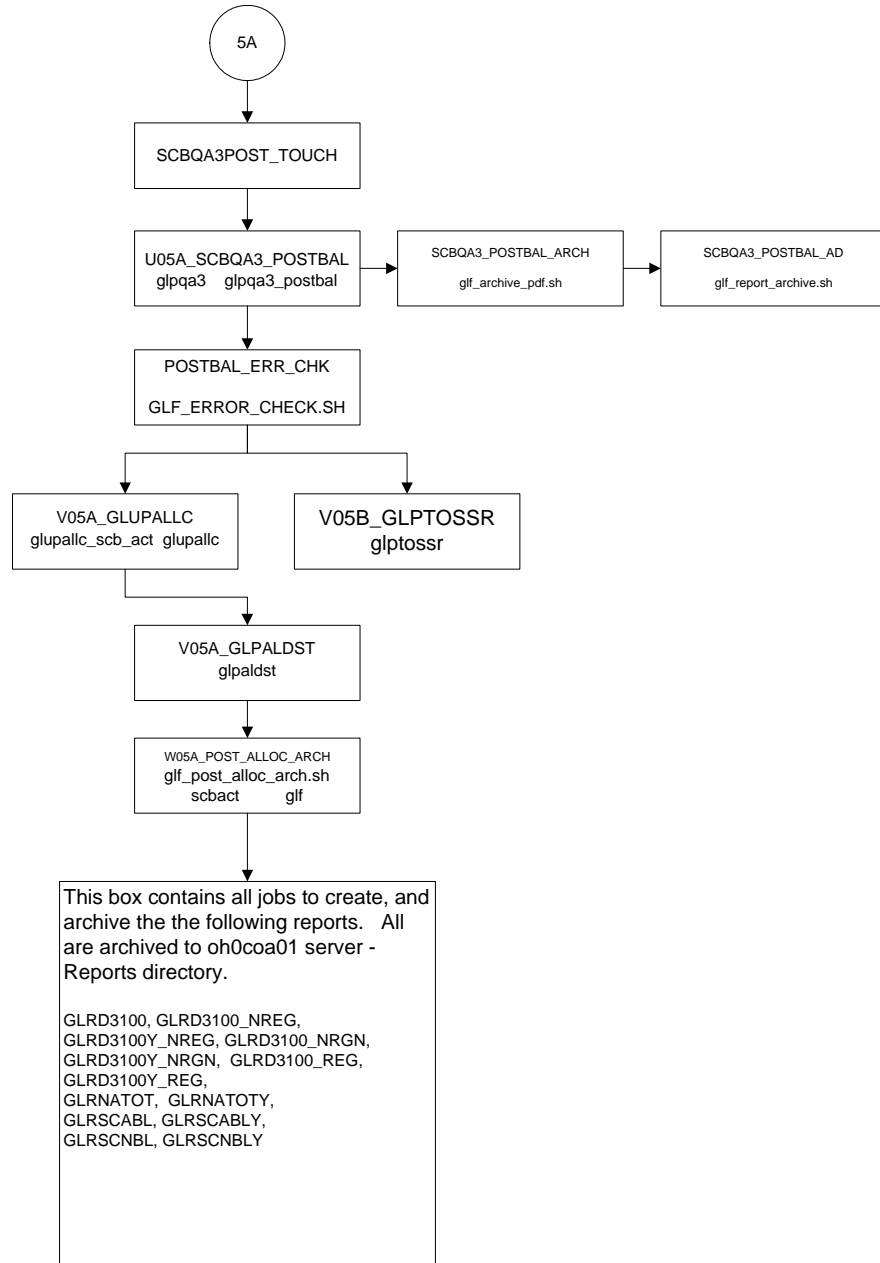 5A
SCBQA3POST_TOUCH
U05A_SCBQA3_POSTBAL
glpqa3 glpqa3_postbal
SCBQA3_POSTBAL_ARCH
glf_archive_pdf.sh
SCBQA3_POSTBAL_AD
glf_report_archive.sh
POSTBAL_ERR_CHK
GLF_ERROR_CHECK.SH
V05A_GLUPALLC
glupallc_scb_act glupallc
V05B_GLPTOSSR
glptossr
V05A_GLPALDST
glpaldst
W05A_POST_ALLOC_ARCH
glf_post_alloc_arch.sh
scbact glf
This box contains all jobs to create, and
archive the the following reports. All
are archived to oh0coa01 server -
Reports directory.
GLRD3100, GLRD3100_NREG,
GLRD3100Y_NREG, GLRD3100_NRGN,
GLRD3100Y_NRGN, GLRD3100_REG,
GLRD3100Y_REG,
GLRNATOT, GLRNATOTY,
GLRSCABL, GLRSCABLY,
GLRSCNBL, GLRSCNBLY